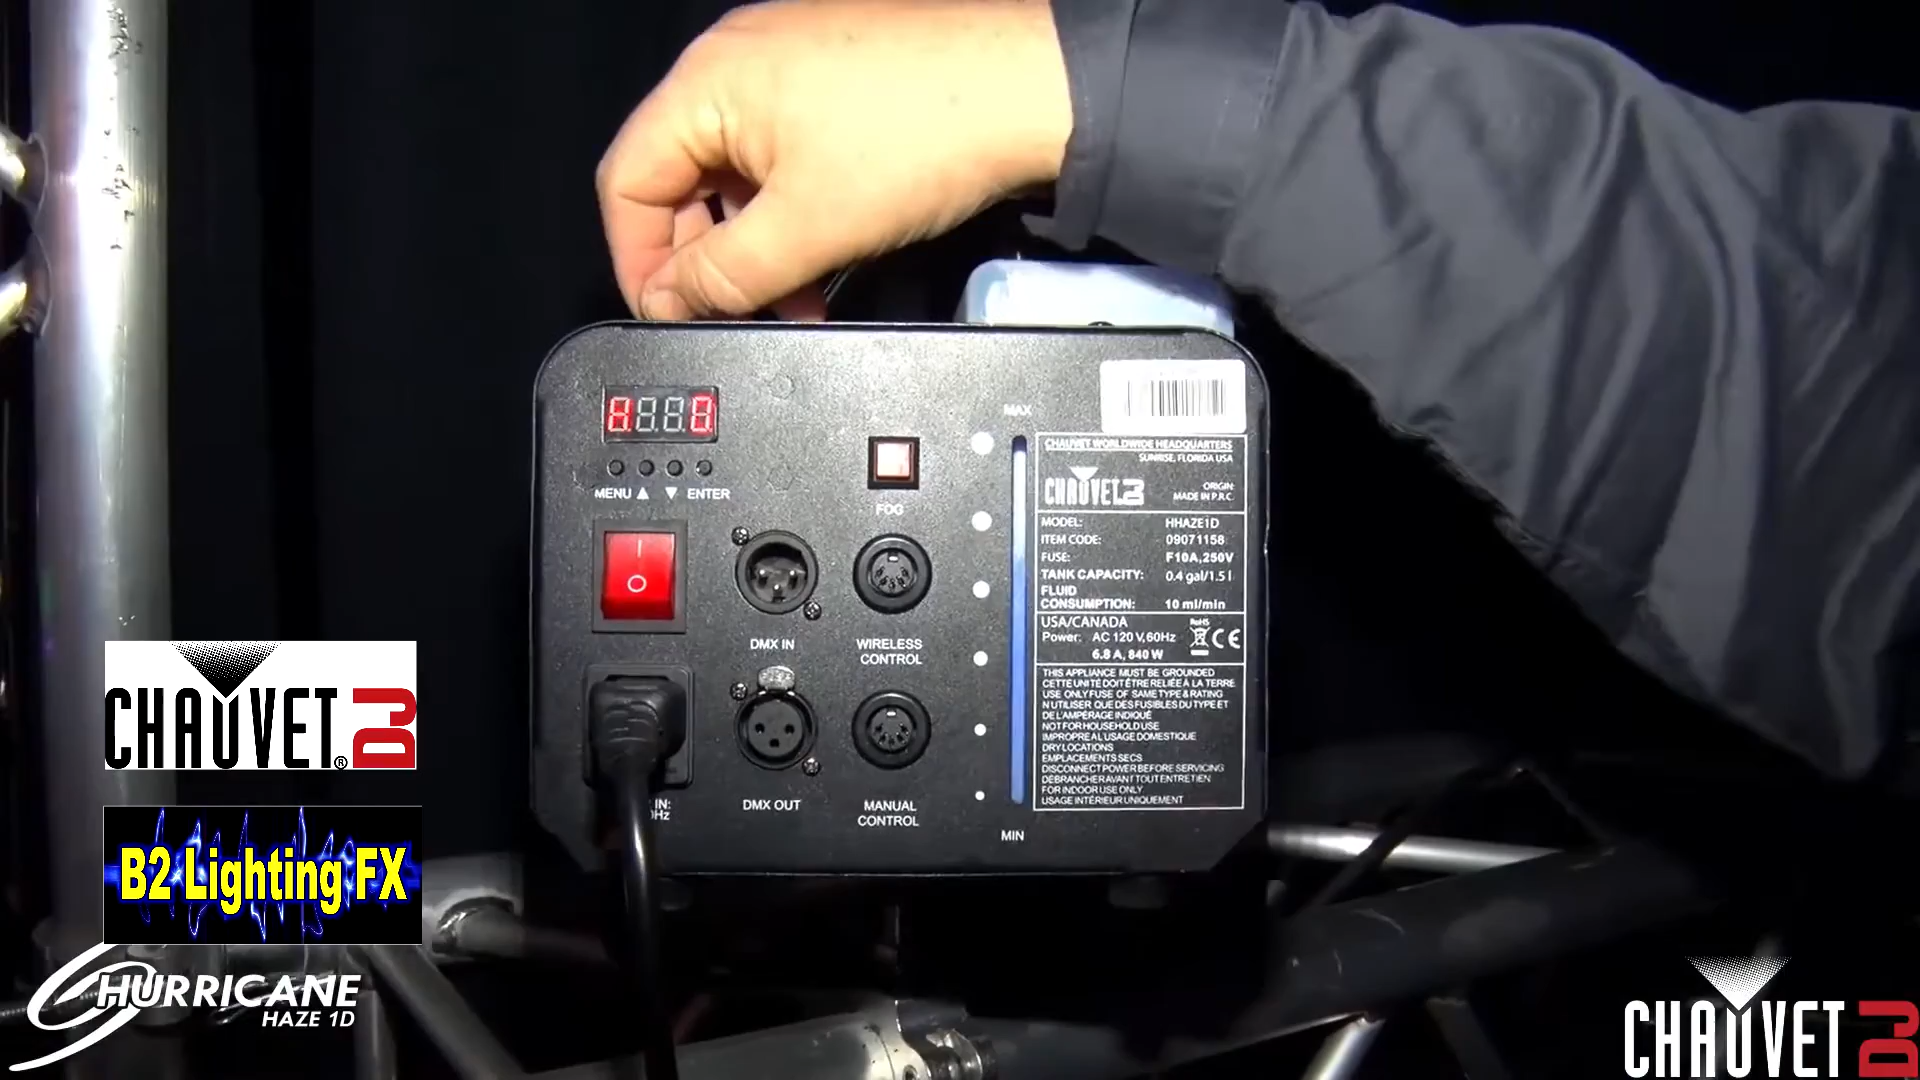 MAX
MENU ▲ ▼ ENTER
FOG
DMX IN
WIRELESS
CONTROL
DMX OUT
MANUAL
CONTROL
IN:
MIN
CHAUVET WORLDWIDE HEADQUARTERS
SUNRISE, FLORIDA USA
CHAUVET DJ
ORIGIN:
MADE IN P.R.C.
MODEL: HHAZE1D
ITEM CODE: 09071158
FUSE: F10A,250V
TANK CAPACITY: 0.4 gal/1.5 l
FLUID
CONSUMPTION: 10 ml/min
USA/CANADA
Power: AC 120 V, 60Hz
6.8 A, 840 W
RoHS
CE
THIS APPLIANCE MUST BE GROUNDED
CETTE UNITÉ DOIT ÊTRE RELIÉE À LA TERRE
USE ONLY FUSE OF SAME TYPE & RATING
N'UTILISER QUE DES FUSIBLES DU TYPE ET
DE L'AMPÉRAGE INDIQUÉ
NOT FOR HOUSEHOLD USE
IMPROPRE A L'USAGE DOMESTIQUE
DRY LOCATIONS
EMPLACEMENTS SECS
DISCONNECT POWER BEFORE SERVICING
DÉBRANCHER AVANT TOUT ENTRETIEN
FOR INDOOR USE ONLY
USAGE INTÉRIEUR UNIQUEMENT
CHAUVET® DJ
B2 Lighting FX
HURRICANE
HAZE 1D
CHAUVET DJ